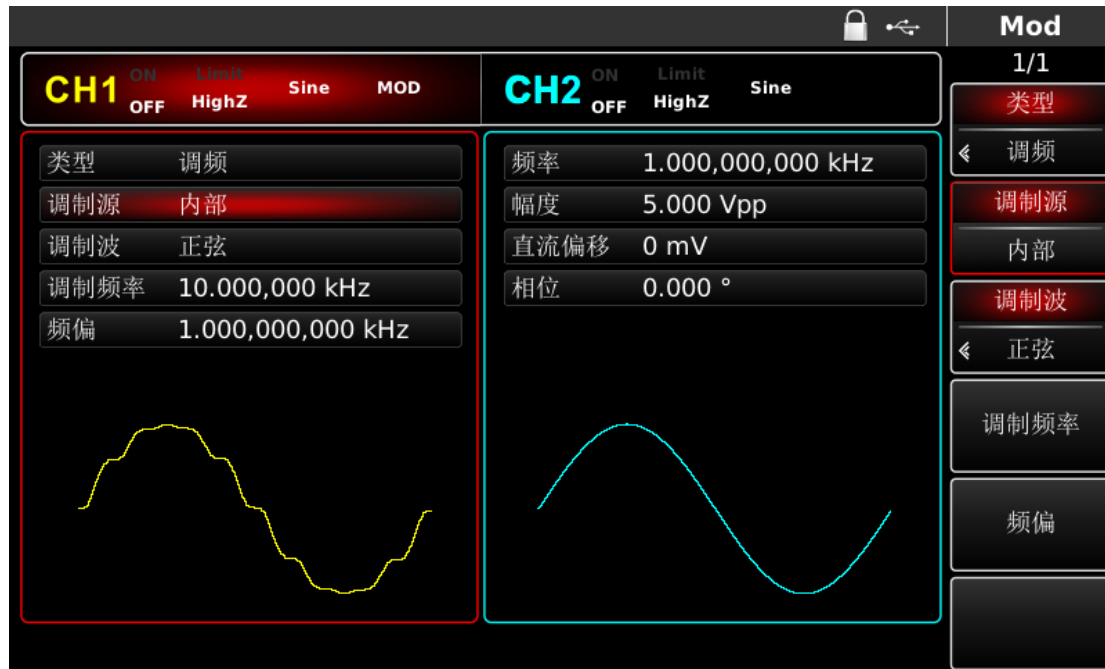 Mod
1/1
CH1 ON Limit Sine MOD
OFF HighZ
CH2 ON Limit Sine
OFF HighZ
类型 调频
调制源 内部
调制波 正弦
调制频率 10.000,000 kHz
频偏 1.000,000,000 kHz
频率 1.000,000,000 kHz
幅度 5.000 Vpp
直流偏移 0 mV
相位 0.000 °
类型
调频
调制源
内部
调制波
正弦
调制频率
频偏